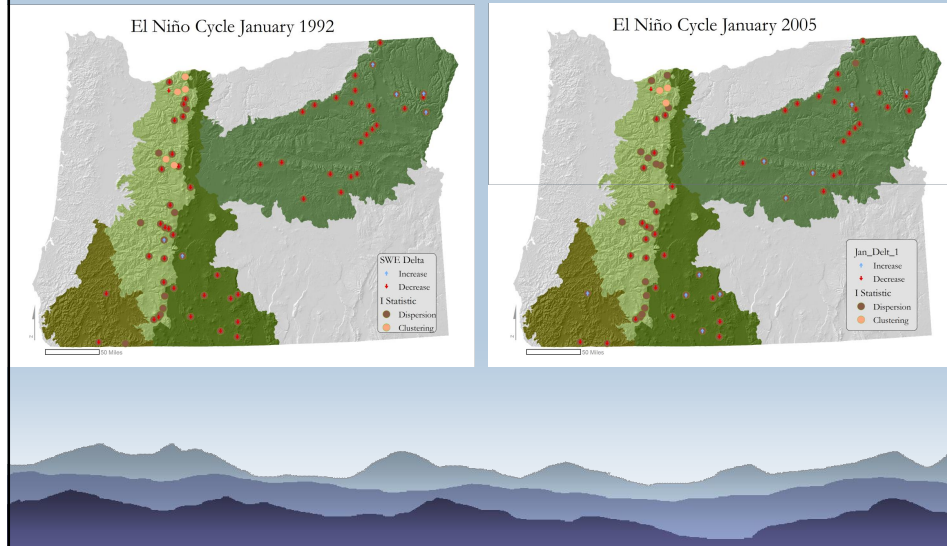 El Niño Cycle January 1992
SWE Delta
Increase
Decrease
I Statistic
Dispersion
Clustering
50 Miles
El Niño Cycle January 2005
Jan_Delt_1
Increase
Decrease
I Statistic
Dispersion
Clustering
50 Miles